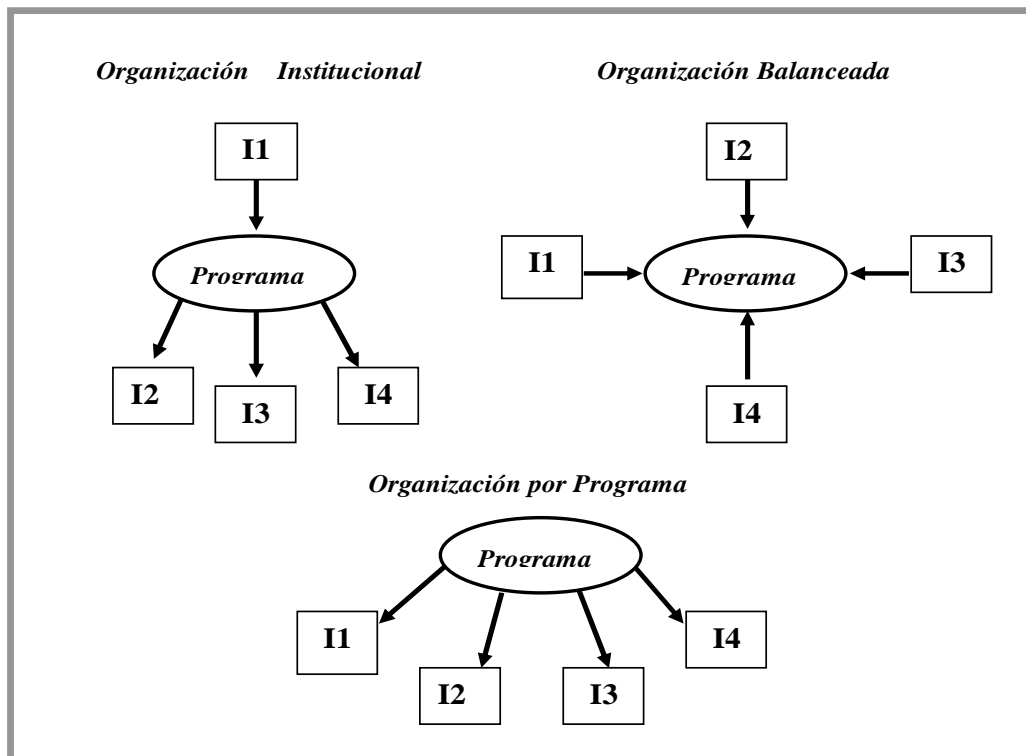 Organización Institucional
I1
Programa
I2
I3
I4
Organización Balanceada
I2
I1
Programa
I3
I4
Organización por Programa
Programa
I1
I2
I3
I4